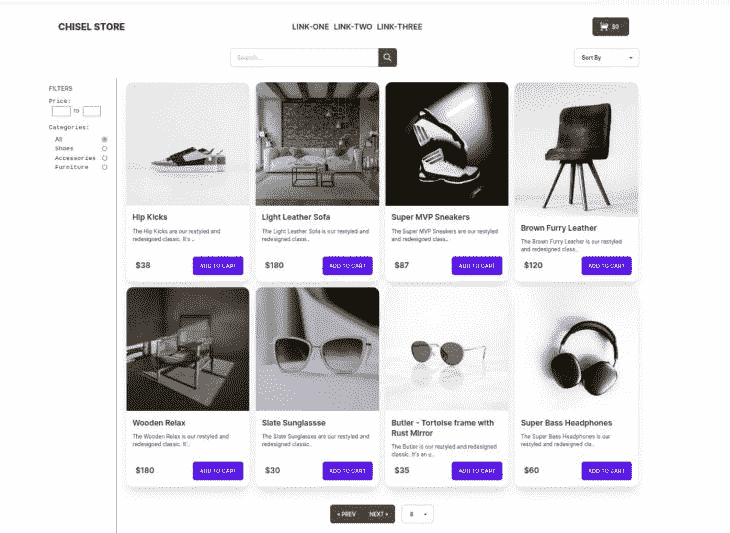 CHISEL STORE
LINK-ONE LINK-TWO LINK-THREE
$0
Search...
Sort By
FILTERS
Price:
to
Categories:
All
Shoes
Accessories
Furniture
Hip Kicks
The Hip Kicks are our restyled and
redesigned classic. It's ..
$38
ADD TO CART
Light Leather Sofa
The Light Leather Sofa is our restyled and
redesigned classi..
$180
ADD TO CART
Super MVP Sneakers
The Super MVP Sneakers are our restyled
and redesigned class..
$87
ADD TO CART
Brown Furry Leather
The Brown Furry Leather is our restyled
and redesigned class..
$120
ADD TO CART
Wooden Relax
The Wooden Relax is our restyled and
redesigned classic. It'..
$180
ADD TO CART
Slate Sunglassse
The Slate Sunglasses are our restyled and
redesigned classic..
$30
ADD TO CART
Butler - Tortoise frame with
Rust Mirror
The Butler is our restyled and redesigned
classic. It's an u..
$35
ADD TO CART
Super Bass Headphones
The Super Bass Headphones is our
restyled and redesigned cla..
$60
ADD TO CART
« PREV NEXT » 8